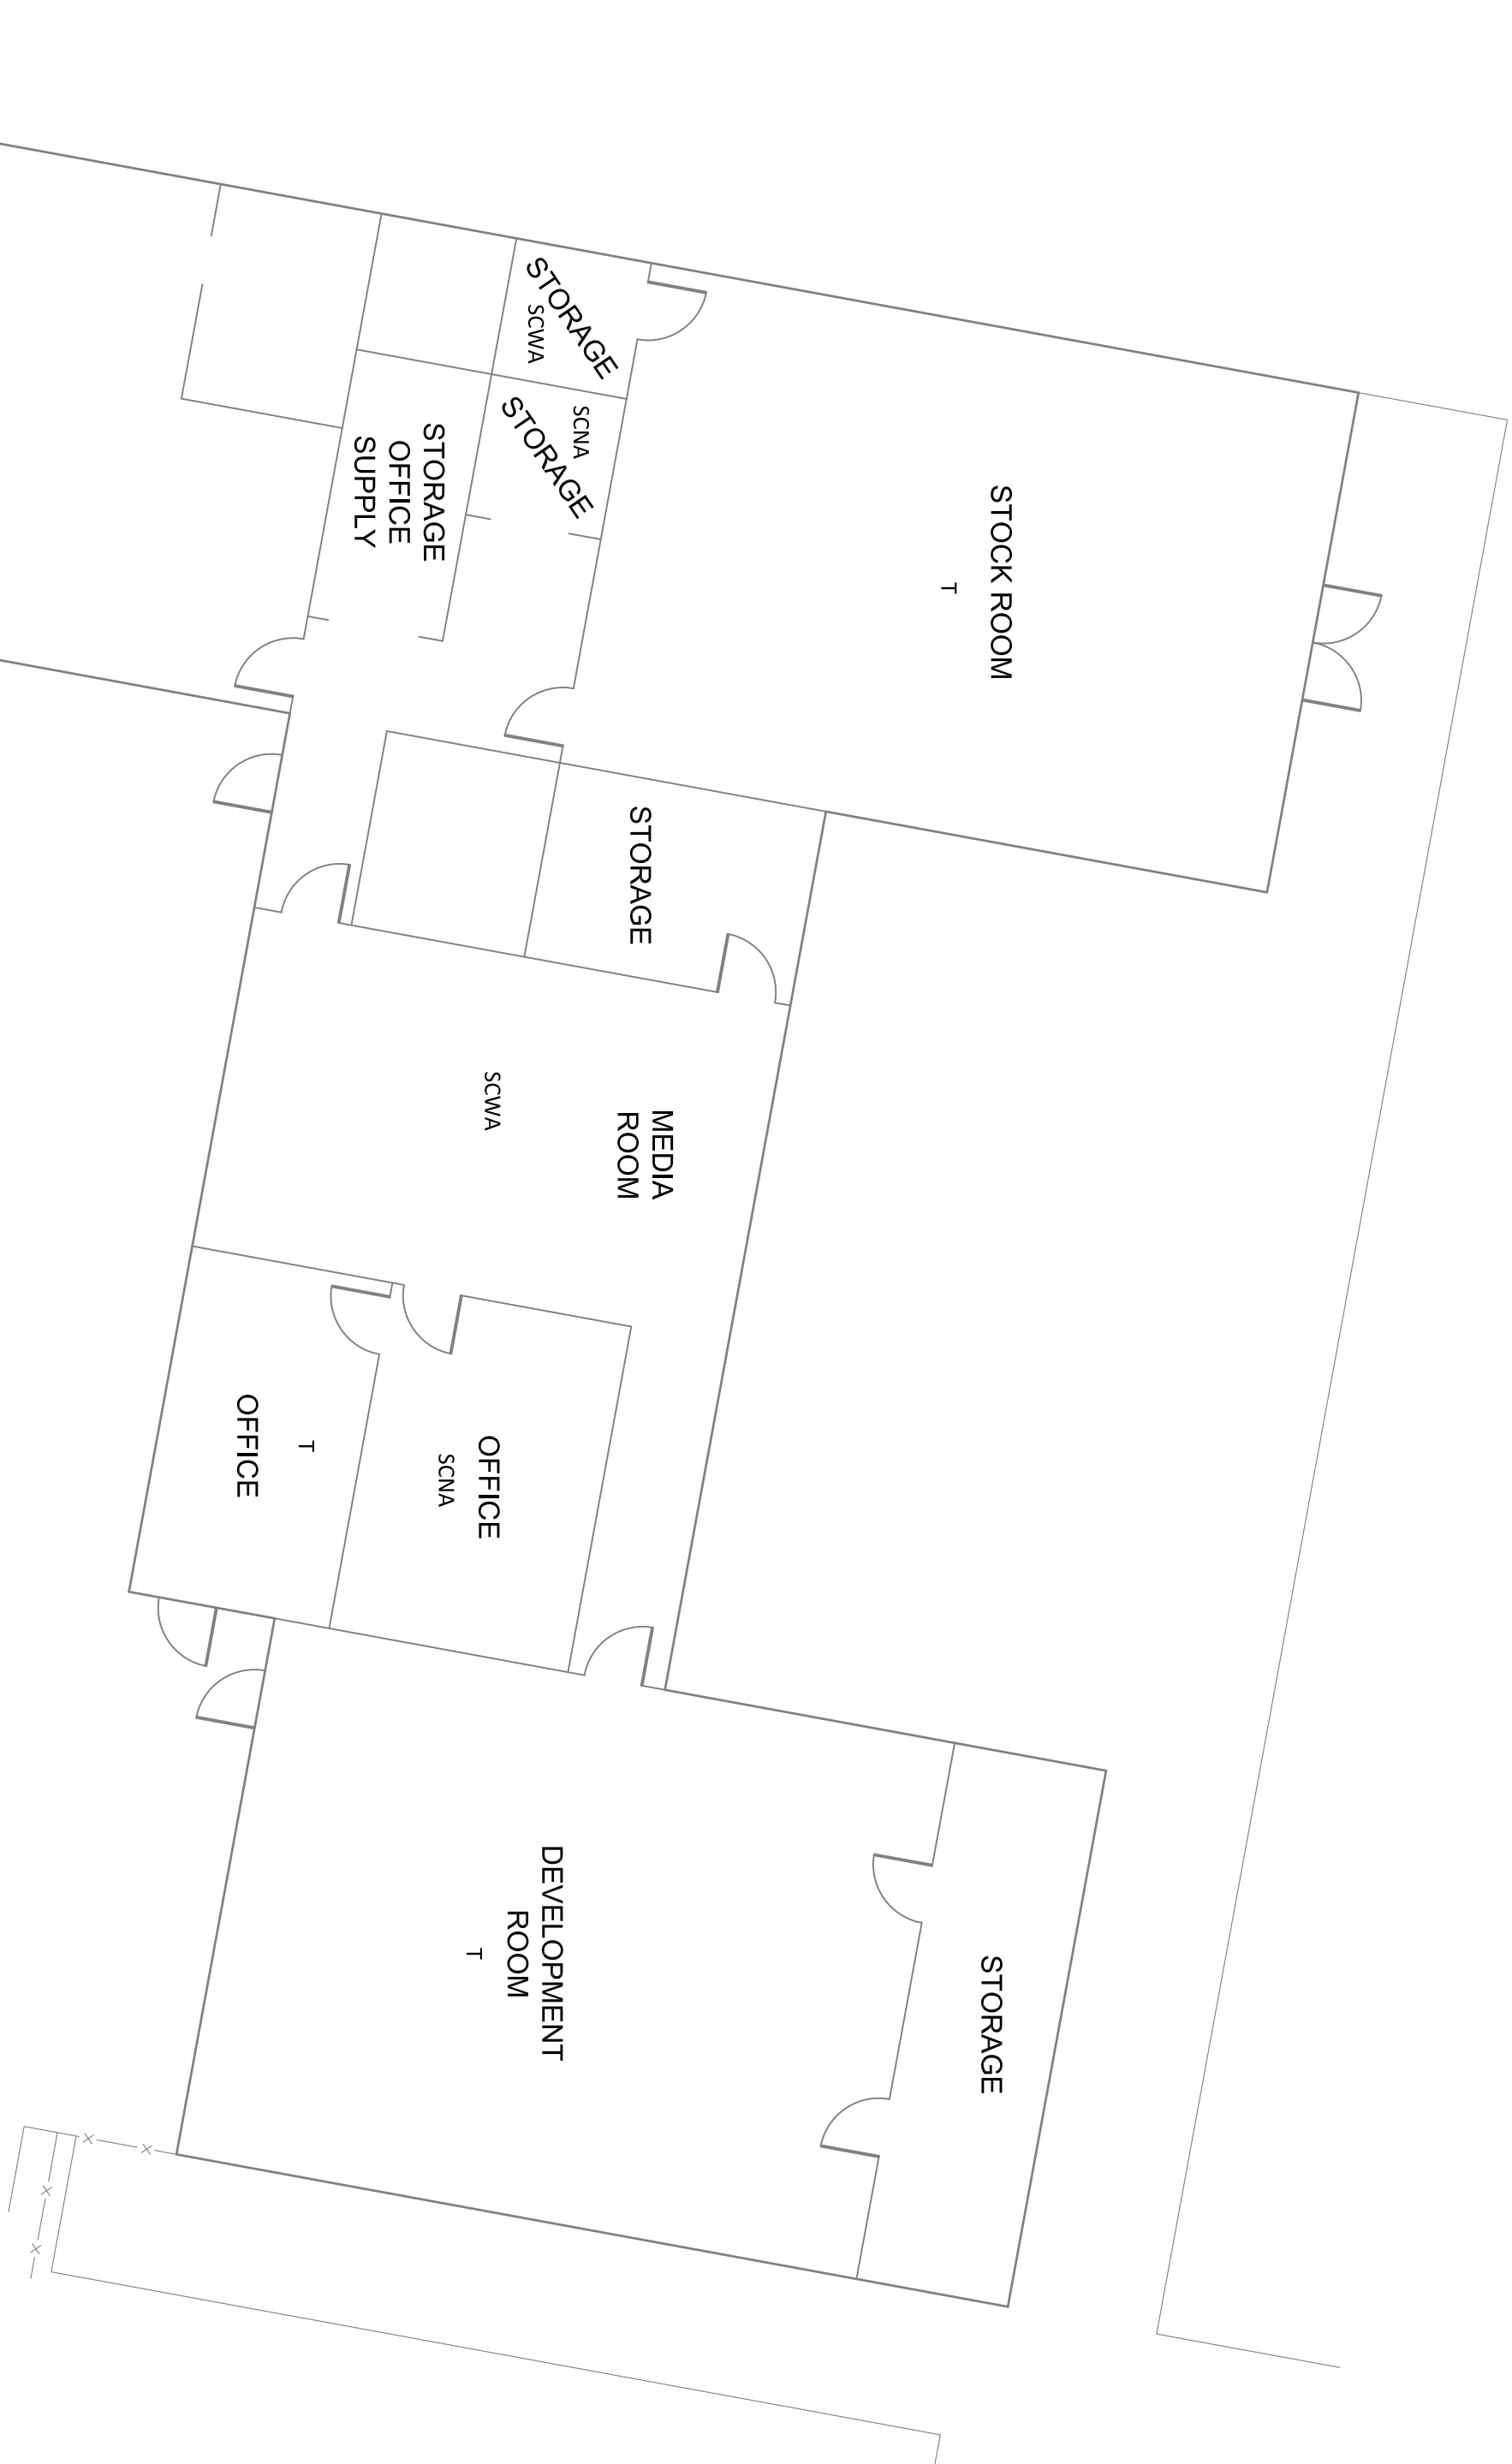 STORAGE
SCWA
SCNA
STORAGE
STORAGE
OFFICE
SUPPLY
STOCK ROOM
T
STORAGE
MEDIA
ROOM
SCWA
OFFICE
T
OFFICE
SCNA
DEVELOPMENT
ROOM
T
STORAGE